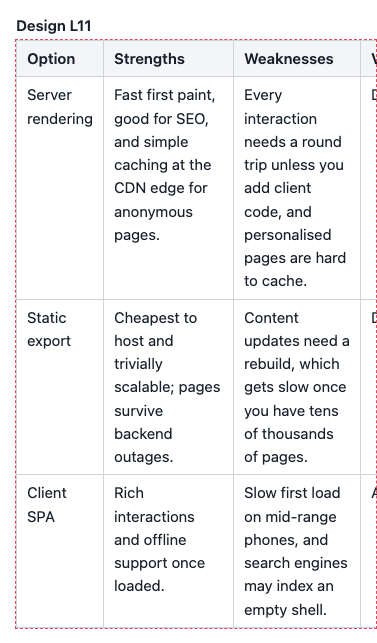 Design L11
Option Strengths Weaknesses
Server rendering
Fast first paint, good for SEO, and simple caching at the CDN edge for anonymous pages.
Every interaction needs a round trip unless you add client code, and personalised pages are hard to cache.
Static export
Cheapest to host and trivially scalable; pages survive backend outages.
Content updates need a rebuild, which gets slow once you have tens of thousands of pages.
Client SPA
Rich interactions and offline support once loaded.
Slow first load on mid-range phones, and search engines may index an empty shell.